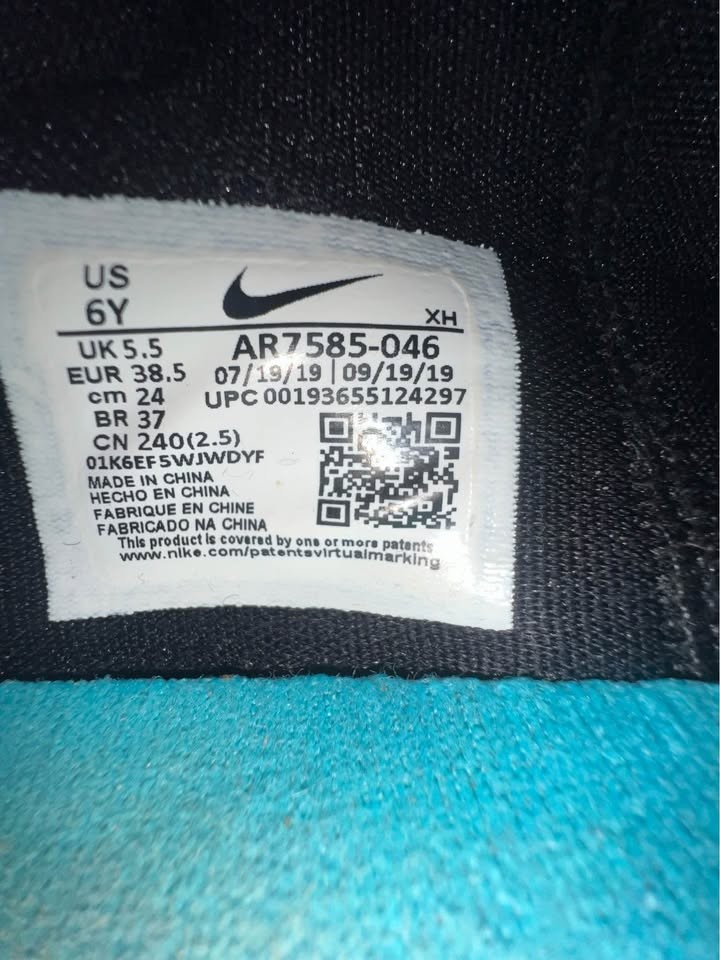 US
6Y
XH
UK 5.5
AR7585-046
EUR 38.5
07/19/19 | 09/19/19
cm 24
UPC 00193655124297
BR 37
CN 240(2.5)
01K6EF5WJWDYF
MADE IN CHINA
HECHO EN CHINA
FABRIQUE EN CHINE
FABRICADO NA CHINA
This product is covered by one or more patents
www.nike.com/patentsvirtualmarking